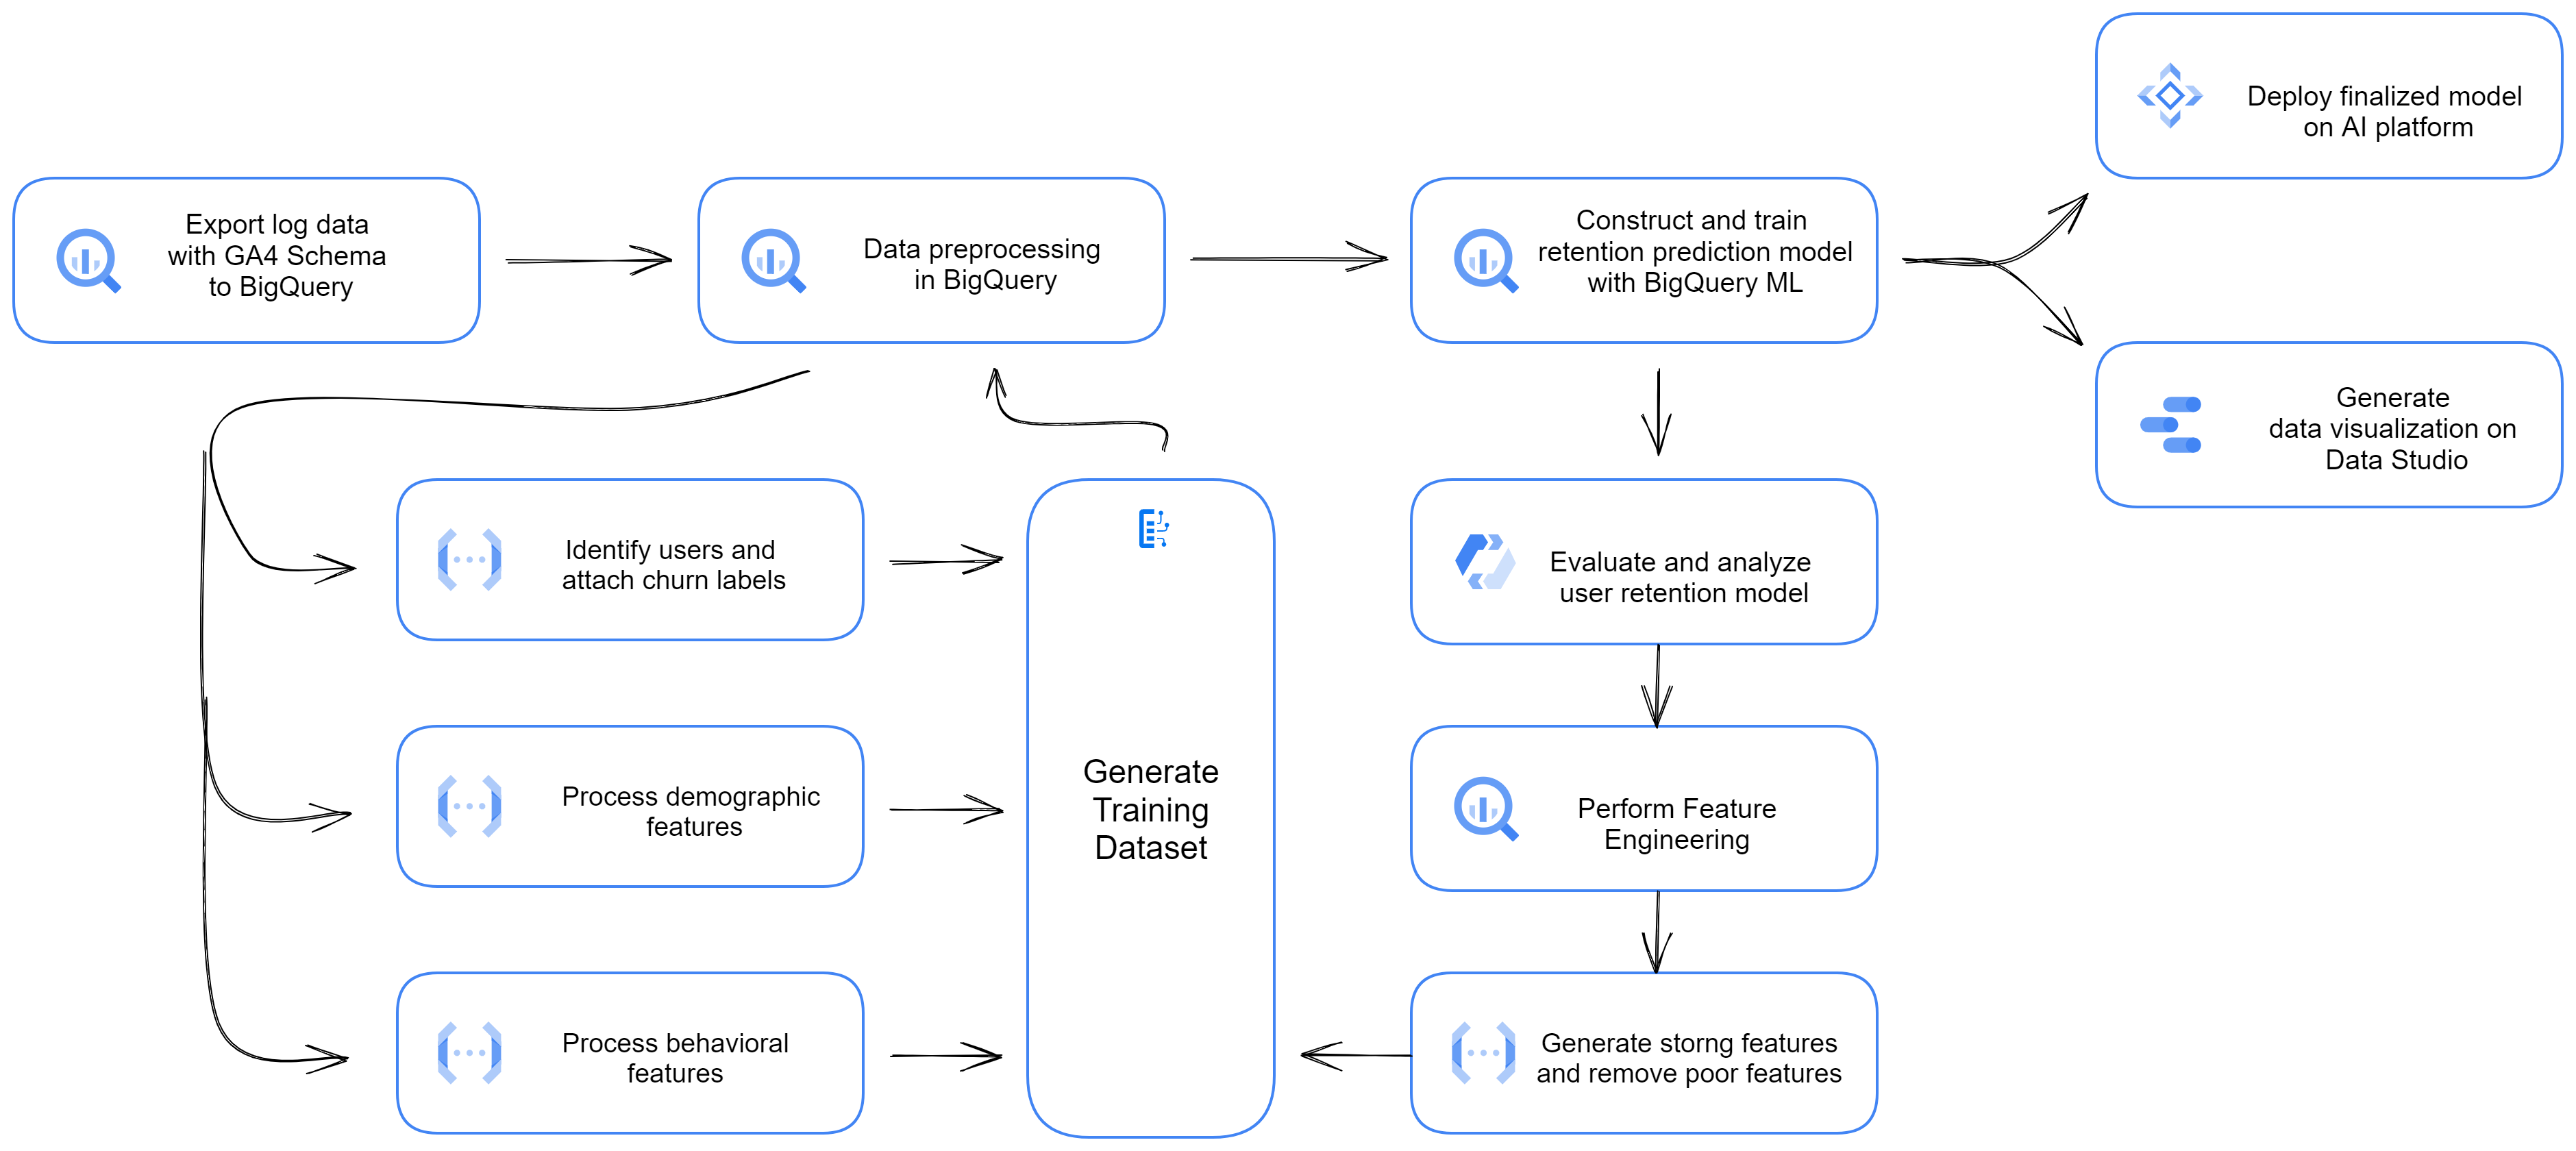 Deploy finalized model
on AI platform
Export log data
with GA4 Schema
to BigQuery
Data preprocessing
in BigQuery
Construct and train
retention prediction model
with BigQuery ML
Generate
data visualization on
Data Studio
Identify users and
attach churn labels
Evaluate and analyze
user retention model
Process demographic
features
Generate
Training
Dataset
Perform Feature
Engineering
Process behavioral
features
Generate storng features
and remove poor features